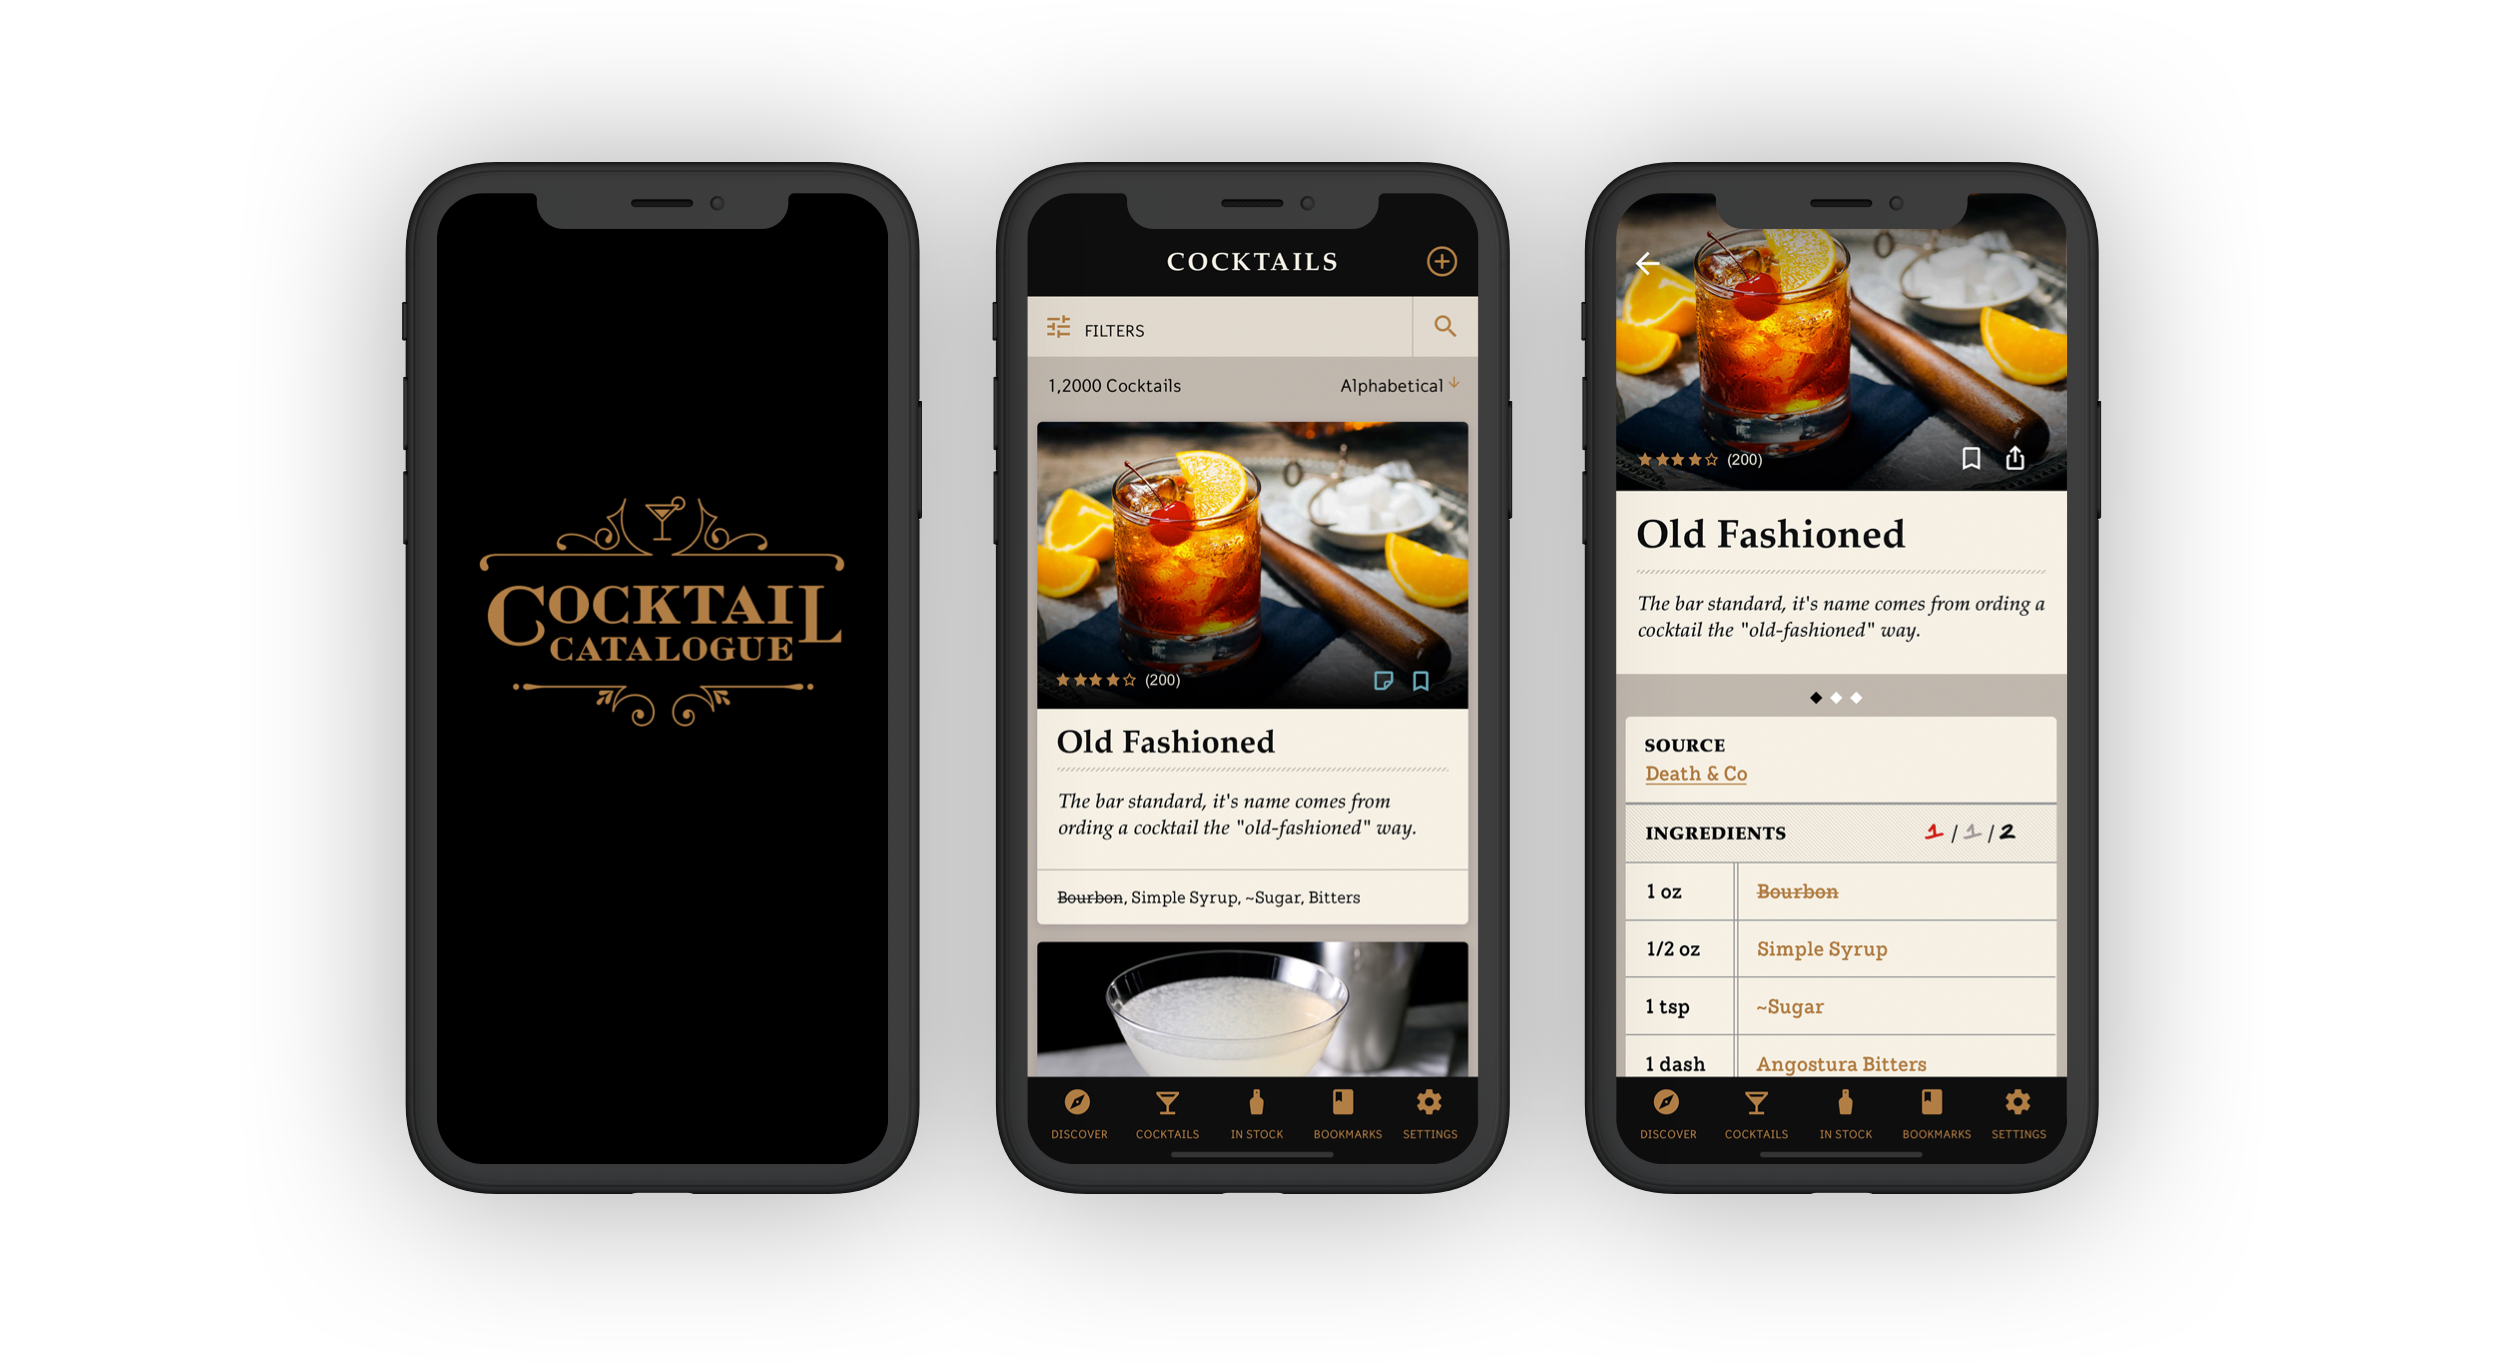 COCKTAIL
CATALOGUE
COCKTAILS
FILTERS
1,2000 Cocktails
Alphabetical
(200)
Old Fashioned
The bar standard, it's name comes from
ording a cocktail the "old-fashioned" way.
Bourbon, Simple Syrup, ~Sugar, Bitters
DISCOVER
COCKTAILS
IN STOCK
BOOKMARKS
SETTINGS
(200)
Old Fashioned
The bar standard, it's name comes from ording a
cocktail the "old-fashioned" way.
SOURCE
Death & Co
INGREDIENTS
1 / 1 / 2
1 oz
Bourbon
1/2 oz
Simple Syrup
1 tsp
~Sugar
1 dash
Angostura Bitters
DISCOVER
COCKTAILS
IN STOCK
BOOKMARKS
SETTINGS